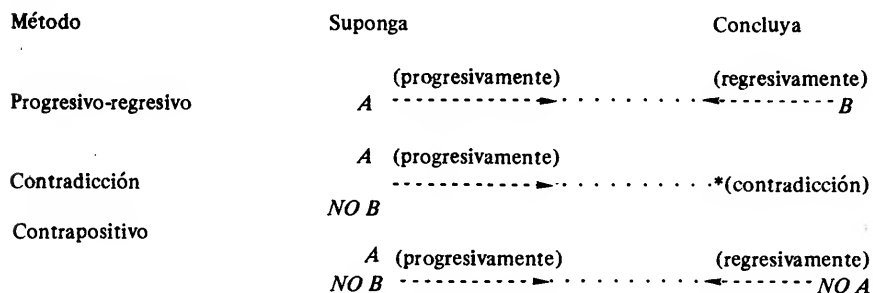 Método Suponga Concluya
(progresivamente) (regresivamente)
Progresivo-regresivo A B
A (progresivamente)
Contradicción *(contradicción)
NO B
Contrapositivo
A (progresivamente) (regresivamente)
NO B NO A